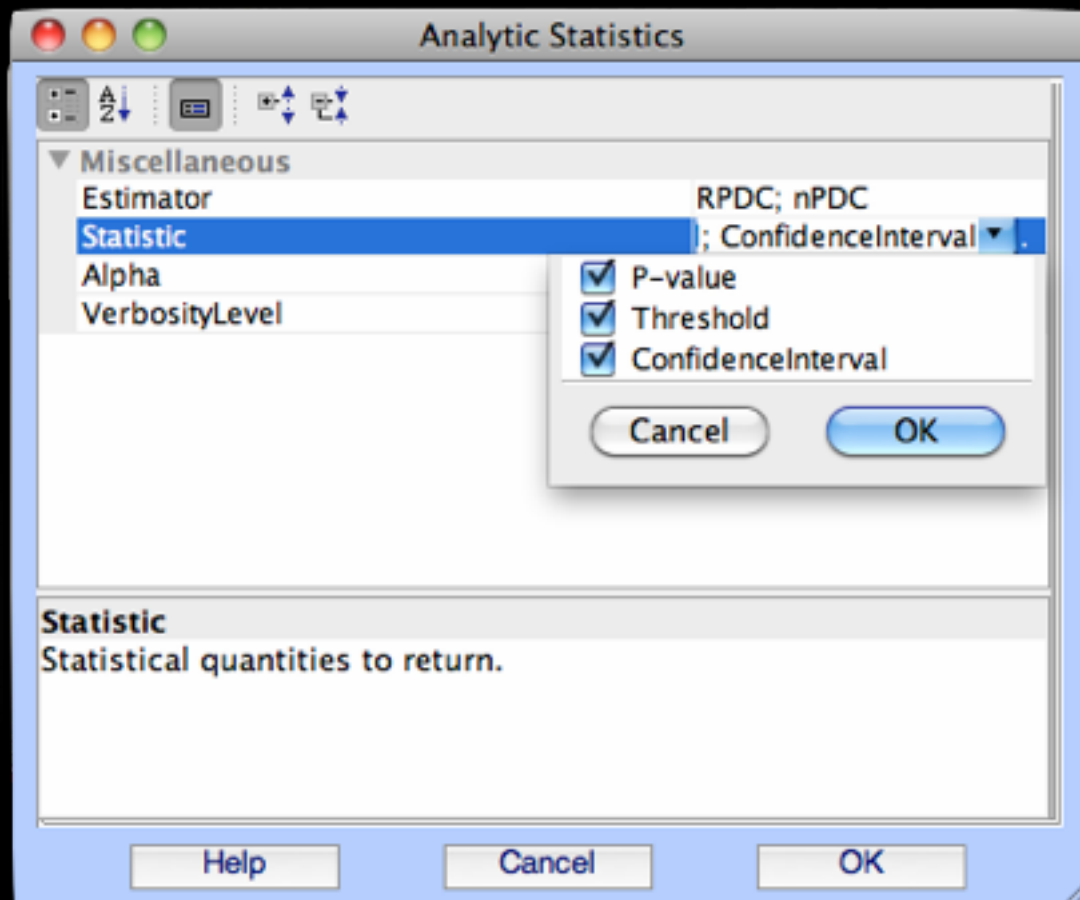 Analytic Statistics
A
Z
Miscellaneous
Estimator RPDC; nPDC
Statistic ; ConfidenceInterval .
Alpha
VerbosityLevel
P-value
Threshold
ConfidenceInterval
Cancel OK
Statistic
Statistical quantities to return.
Help Cancel OK